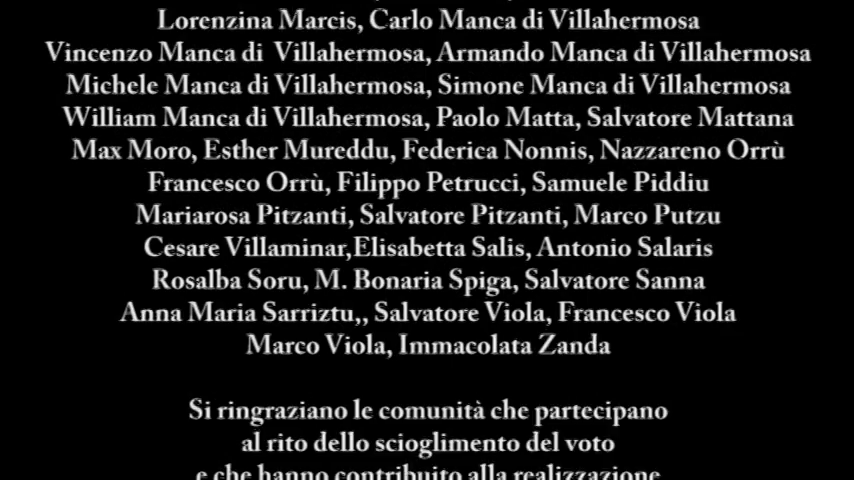 Lorenzina Marcis, Carlo Manca di Villahermosa
Vincenzo Manca di Villahermosa, Armando Manca di Villahermosa
Michele Manca di Villahermosa, Simone Manca di Villahermosa
William Manca di Villahermosa, Paolo Matta, Salvatore Mattana
Max Moro, Esther Mureddu, Federica Nonnis, Nazzareno Orrù
Francesco Orrù, Filippo Petrucci, Samuele Piddiu
Mariarosa Pitzanti, Salvatore Pitzanti, Marco Putzu
Cesare Villaminar,Elisabetta Salis, Antonio Salaris
Rosalba Soru, M. Bonaria Spiga, Salvatore Sanna
Anna Maria Sarriztu,, Salvatore Viola, Francesco Viola
Marco Viola, Immacolata Zanda
Si ringraziano le comunità che partecipano
al rito dello scioglimento del voto
e che hanno contribuito alla realizzazione